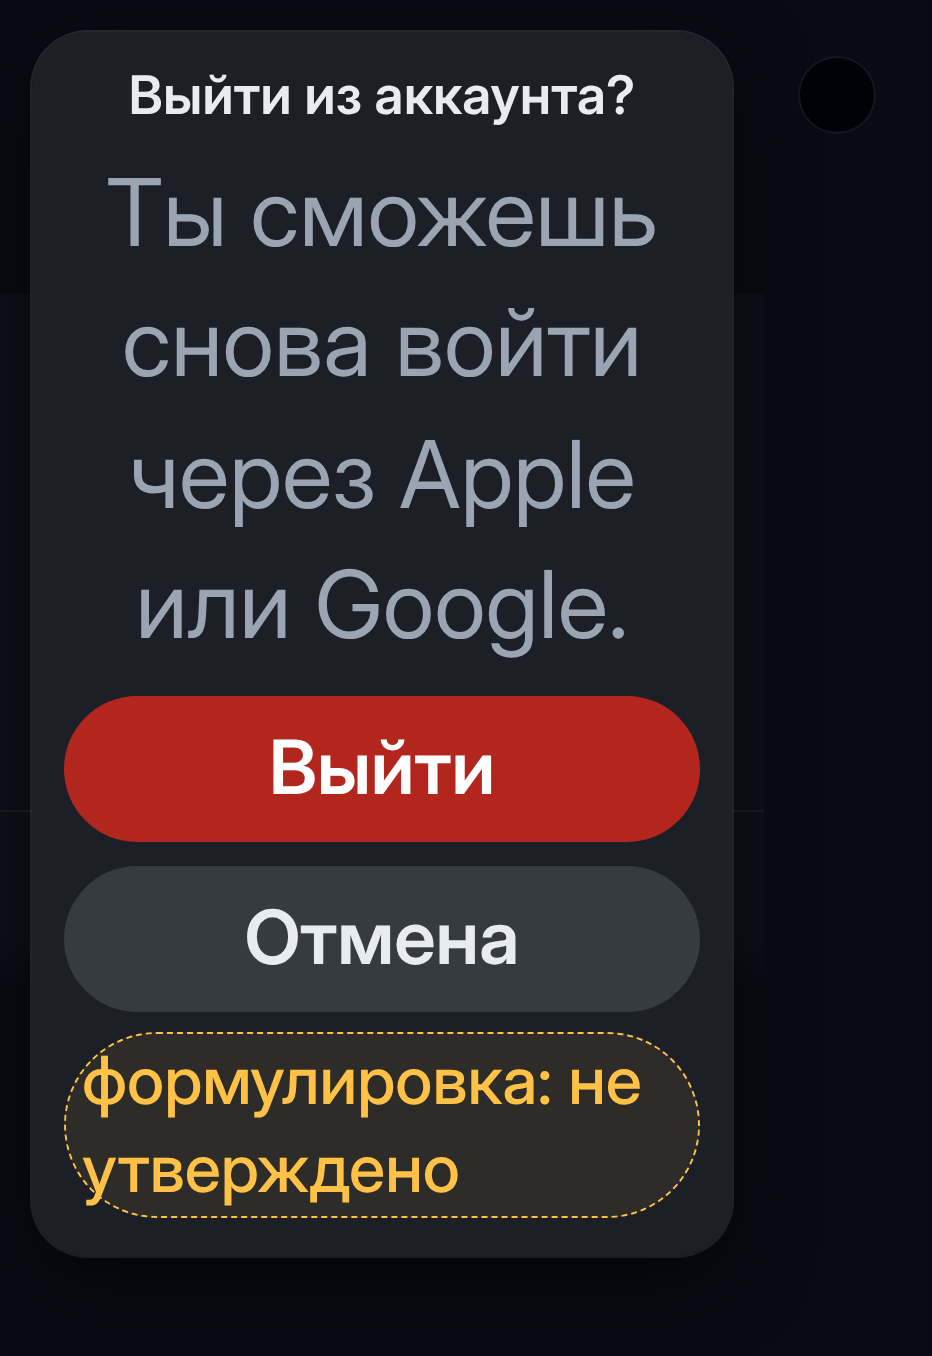 Выйти из аккаунта?
Ты сможешь
снова войти
через Apple
или Google.
Выйти
Отмена
формулировка: не
утверждено